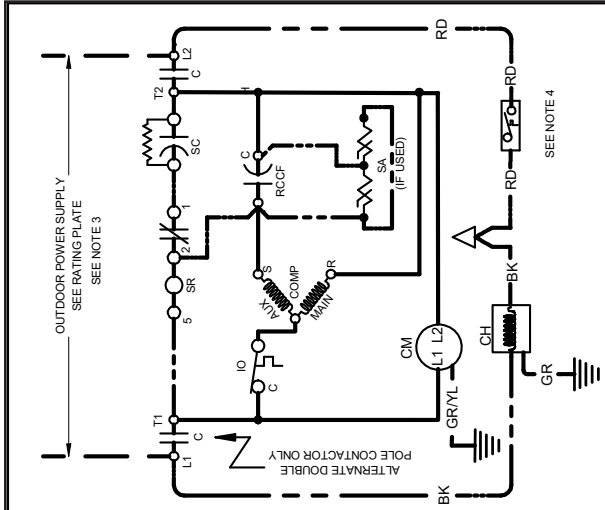 OUTDOOR POWER SUPPLY
SEE RATING PLATE
SEE NOTE 3
L1
C
T1
5
SR
2
1
SC
T2
C
L2
ALTERNATE DOUBLE
POLE CONTACTOR ONLY
IO
C
AUX
S
COMP
MAIN
R
C
RCCF
H
SA
(IF USED)
CM
L1 L2
GR/YL
BK
GR
CH
BK
RD
RD
RD
SEE NOTE 4